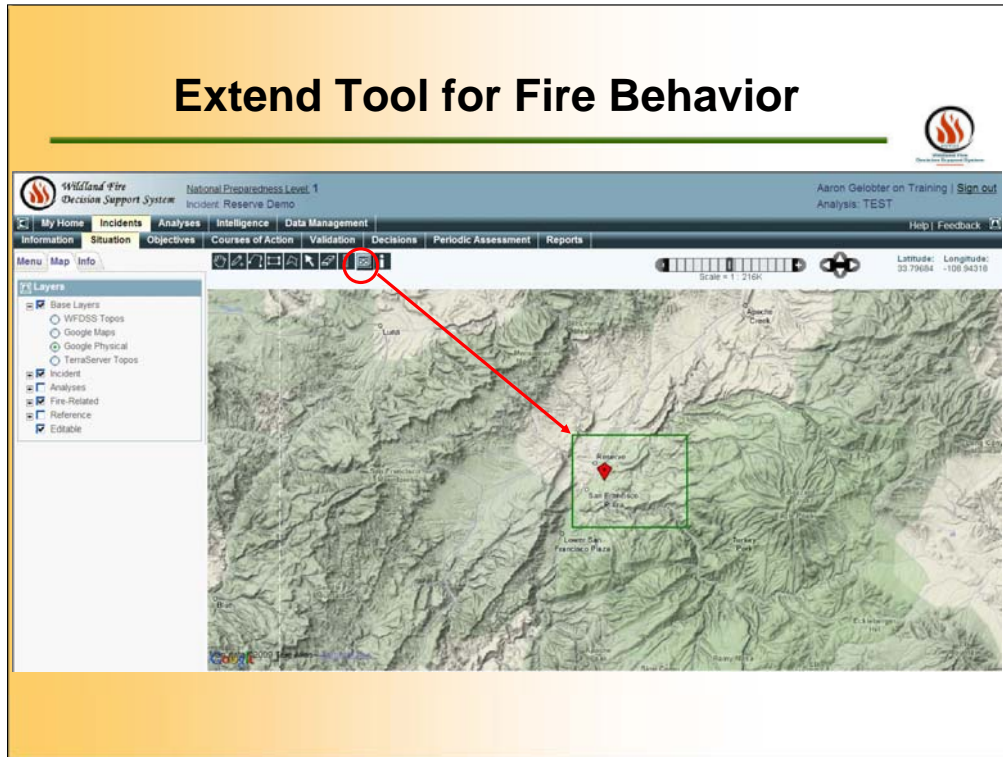 Extend Tool for Fire Behavior
Wildland Fire
Decision Support System
National Preparedness Level: 1
Incident: Reserve Demo
Aaron Gelobter on Training | Sign out
Analysis: TEST
My Home Incidents Analyses Intelligence Data Management
Help | Feedback
Information Situation Objectives Courses of Action Validation Decisions Periodic Assessment Reports
Menu Map Info
Scale = 1 : 216K
Latitude: Longitude:
33.79684 -108.94318
Layers
Base Layers
WFDSS Topos
Google Maps
Google Physical
TerraServer Topos
Incident
Analyses
Fire-Related
Reference
Editable
Luna
Apache
Creek
Reserve
San Francisco
Plaza
Lower San
Francisco Plaza
Turkey
Park
Google